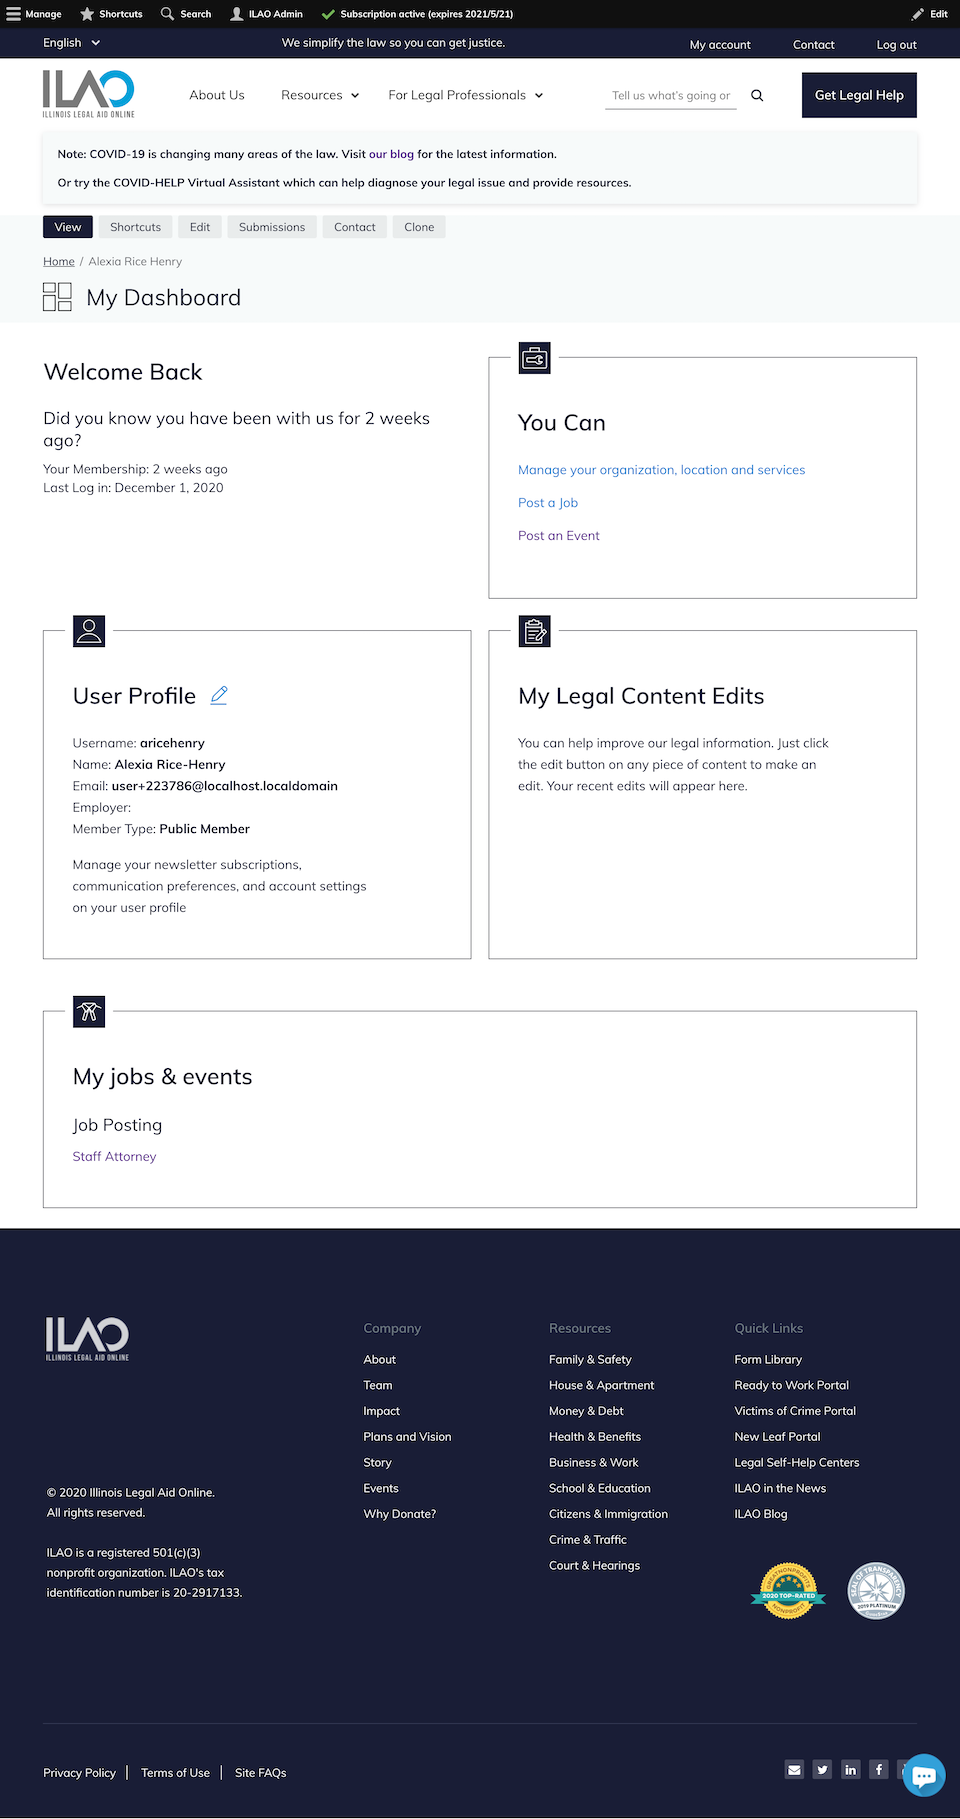 Manage Shortcuts Search ILAO Admin Subscription active (expires 2021/5/21) Edit
English We simplify the law so you can get justice. My account Contact Log out
ILAO
ILLINOIS LEGAL AID ONLINE
About Us Resources For Legal Professionals Tell us what's going or Get Legal Help
Note: COVID-19 is changing many areas of the law. Visit our blog for the latest information.
Or try the COVID-HELP Virtual Assistant which can help diagnose your legal issue and provide resources.
View Shortcuts Edit Submissions Contact Clone
Home / Alexia Rice Henry
My Dashboard
Welcome Back
Did you know you have been with us for 2 weeks
ago?
Your Membership: 2 weeks ago
Last Log in: December 1, 2020
You Can
Manage your organization, location and services
Post a Job
Post an Event
User Profile
Username: aricehenry
Name: Alexia Rice-Henry
Email: user+223786@localhost.localdomain
Employer:
Member Type: Public Member
Manage your newsletter subscriptions,
communication preferences, and account settings
on your user profile
My Legal Content Edits
You can help improve our legal information. Just click
the edit button on any piece of content to make an
edit. Your recent edits will appear here.
My jobs & events
Job Posting
Staff Attorney
ILAO
ILLINOIS LEGAL AID ONLINE
© 2020 Illinois Legal Aid Online.
All rights reserved.
ILAO is a registered 501(c)(3)
nonprofit organization. ILAO's tax
identification number is 20-2917133.
Company
About
Team
Impact
Plans and Vision
Story
Events
Why Donate?
Resources
Family & Safety
House & Apartment
Money & Debt
Health & Benefits
Business & Work
School & Education
Citizens & Immigration
Crime & Traffic
Court & Hearings
Quick Links
Form Library
Ready to Work Portal
Victims of Crime Portal
New Leaf Portal
Legal Self-Help Centers
ILAO in the News
ILAO Blog
GREATNONPROFITS
2020 TOP-RATED
NONPROFIT
SEAL OF TRANSPARENCY
2019 PLATINUM
Privacy Policy Terms of Use Site FAQs